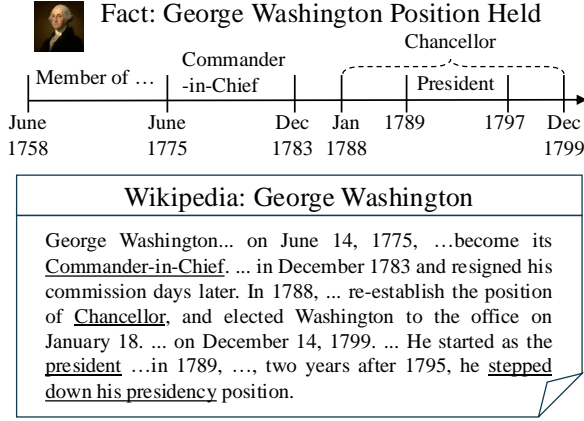 Fact: George Washington Position Held
Chancellor
Commander
-in-Chief
Member of …
President
June
1758
June
1775
Dec
1783
Jan
1788
1789
1797
Dec
1799
Wikipedia: George Washington
George Washington... on June 14, 1775, …become its
Commander-in-Chief. ... in December 1783 and resigned his
commission days later. In 1788, ... re-establish the position
of Chancellor, and elected Washington to the office on
January 18. ... on December 14, 1799. ... He started as the
president …in 1789, …, two years after 1795, he stepped
down his presidency position.